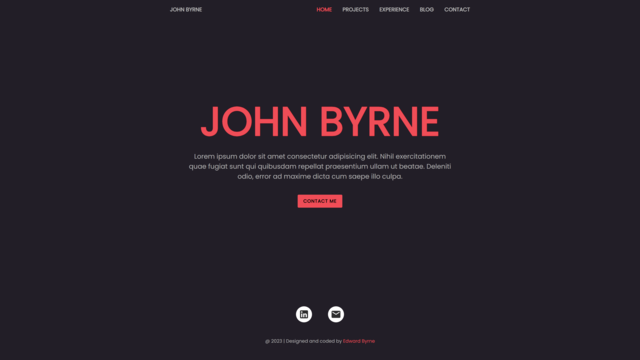 JOHN BYRNE
HOME PROJECTS EXPERIENCE BLOG CONTACT
JOHN BYRNE
Lorem ipsum dolor sit amet consectetur adipisicing elit. Nihil exercitationem
quae fugiat sunt qui quibusdam repellat praesentium ullam ut beatae. Deleniti
odio, error ad maxime dicta cum saepe illo culpa.
CONTACT ME
in
@ 2023 | Designed and coded by Edward Byrne